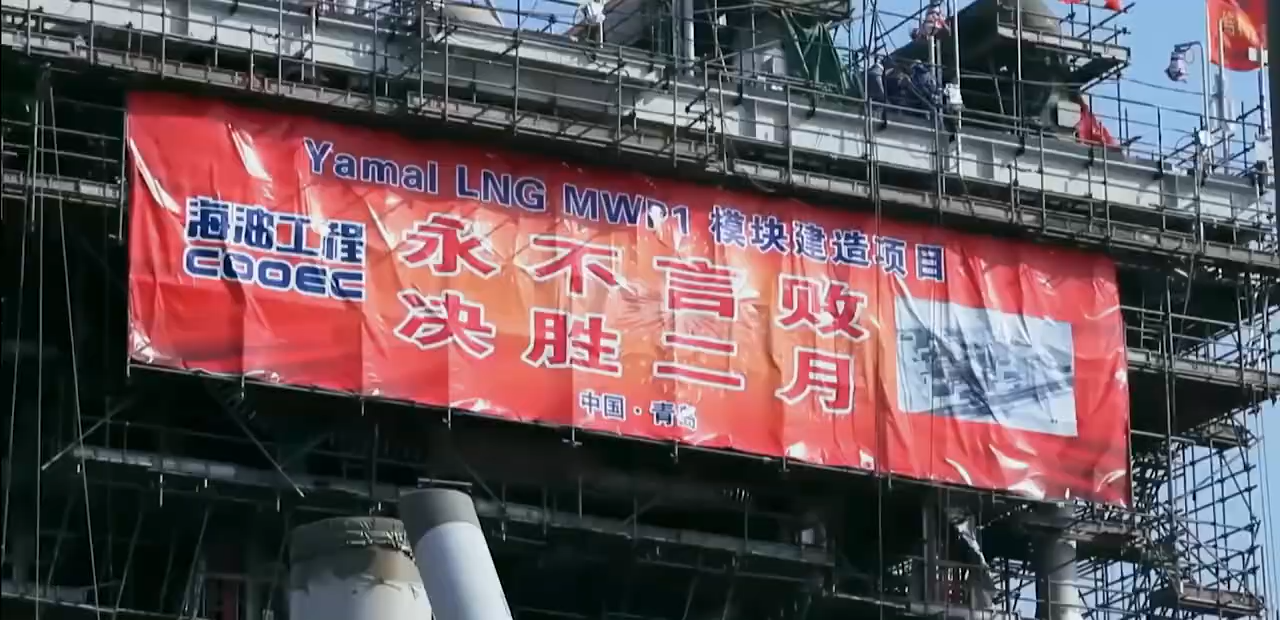 Yamal LNG MWP1 模块建造项目
海油工程
COOEC
永不言败
决胜二月
中国·青岛